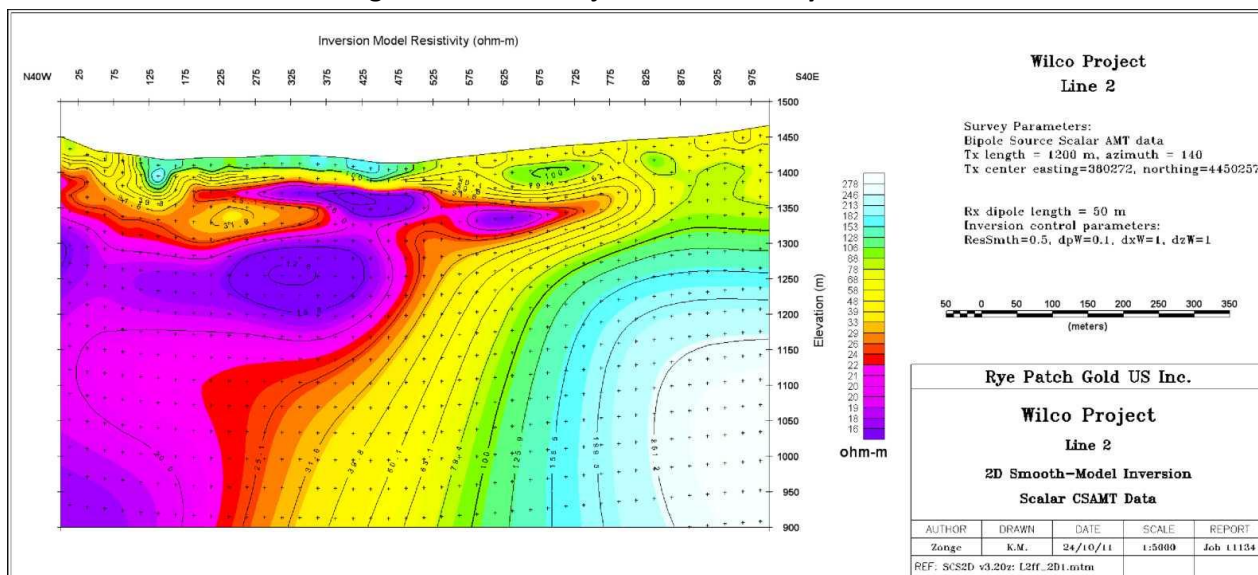 Inversion Model Resistivity (ohm-m)
N40W 25 75 125 175 225 275 325 375 425 475 525 575 625 675 725 775 825 875 925 975 S40E
1500
1450
1400
1350
1300
1250
1200
1150
1100
1050
1000
950
900
Elevation (m)
278
246
213
182
153
128
106
88
78
68
58
48
39
33
29
26
24
22
21
20
20
19
18
16
ohm-m
Wilco Project
Line 2
Survey Parameters:
Bipole Source Scalar AMT data
Tx length = 1200 m, azimuth = 140
Tx center easting=380272, northing=4450257
Rx dipole length = 50 m
Inversion control parameters:
ResSmth=0.5, dpW=0.1, dxW=1, dzW=1
50 0 50 100 150 200 250 300 350
(meters)
Rye Patch Gold US Inc.
Wilco Project
Line 2
2D Smooth-Model Inversion
Scalar CSAMT Data
AUTHOR DRAWN DATE SCALE REPORT
Zonge K.M. 24/10/11 1:5000 Job 11134
REF: SCS2D v3.20z: L2ff_2D1.mtm